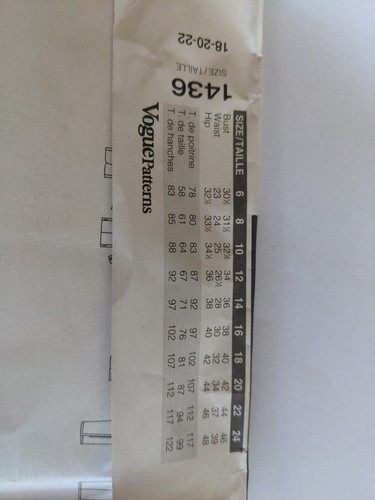 SIZE/TAILLE 6 8 10 12 14 16 18 20 22 24
Bust 30½ 31½ 32½ 34 36 38 40 42 44 46
Waist 23 24 25 26½ 28 30 32 34 37 39
Hip 32½ 33½ 34½ 36 38 40 42 44 46 48
T. de poitrine 78 80 83 87 92 97 102 107 112 117
T. de taille 58 61 64 67 71 76 81 87 94 99
T. de hanches 83 85 88 92 97 102 107 112 117 122
Vogue Patterns
1436
SIZE/TAILLE
18-20-22